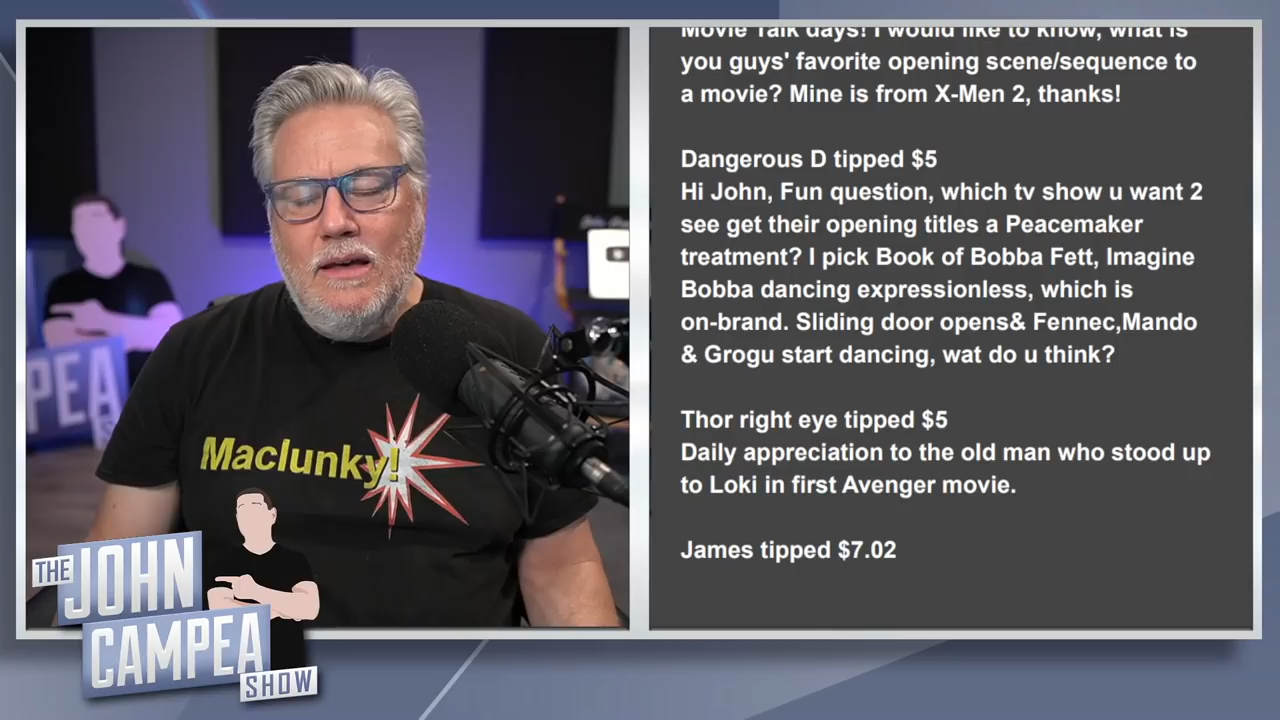 Movie Talk days! I would like to know, what is
you guys' favorite opening scene/sequence to
a movie? Mine is from X-Men 2, thanks!
Dangerous D tipped $5
Hi John, Fun question, which tv show u want 2
see get their opening titles a Peacemaker
treatment? I pick Book of Bobba Fett, Imagine
Bobba dancing expressionless, which is
on-brand. Sliding door opens& Fennec,Mando
& Grogu start dancing, wat do u think?
Thor right eye tipped $5
Daily appreciation to the old man who stood up
to Loki in first Avenger movie.
James tipped $7.02
Maclunky!
PEA
THE
JOHN
CAMPEA
SHOW